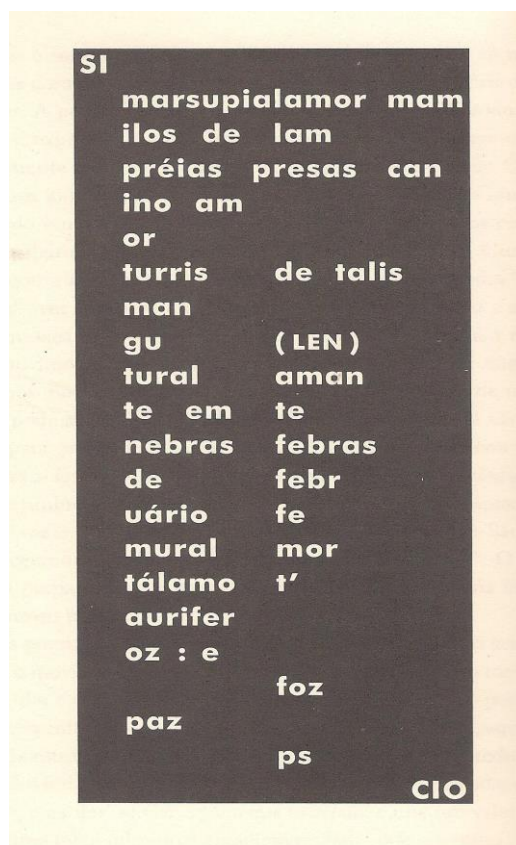 SI
marsupialamor mam
ilos de lam
préias presas can
ino am
or
turris de talis
man
gu (LEN)
tural aman
te em te
nebras febras
de febr
uário fe
mural mor
tálamo t’
aurifer
oz : e
foz
paz
ps
CIO